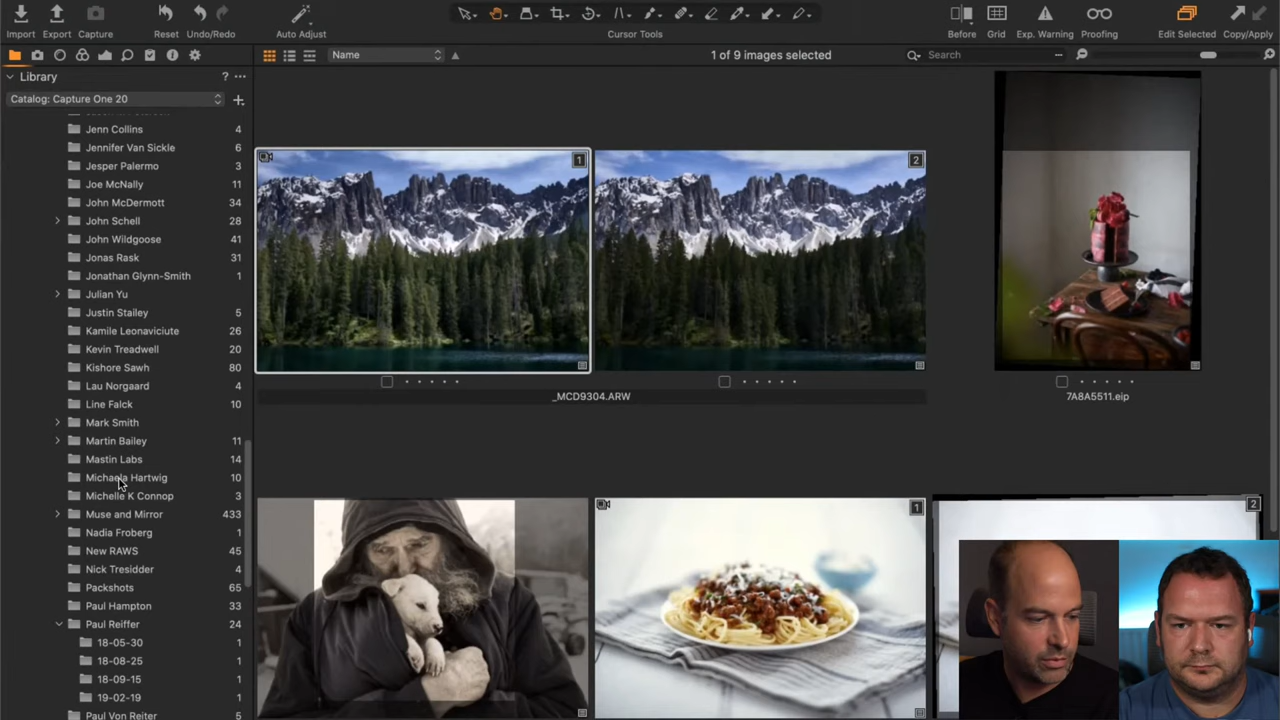 Import Export Capture Reset Undo/Redo Auto Adjust Cursor Tools Before Grid Exp. Warning Proofing Edit Selected Copy/Apply
Name 1 of 9 images selected Search
Library ?
Catalog: Capture One 20
Jenn Collins 4
Jennifer Van Sickle 6
Jesper Palermo 3
Joe McNally 11
John McDermott 34
John Schell 28
John Wildgoose 41
Jonas Rask 31
Jonathan Glynn-Smith 1
Julian Yu
Justin Stailey 5
Kamile Leonaviciute 26
Kevin Treadwell 20
Kishore Sawh 80
Lau Norgaard 4
Line Falck 10
Mark Smith
Martin Bailey 11
Mastin Labs 14
Michaela Hartwig 10
Michelle K Connop 3
Muse and Mirror 433
Nadia Froberg 1
New RAWS 45
Nick Tresidder 4
Packshots 65
Paul Hampton 33
Paul Reiffer 24
18-05-30 1
18-08-25 1
18-09-15 1
19-02-19 1
Paul Von Reiter 5
1
2
_MCD9304.ARW
7A8A5511.eip
1
2